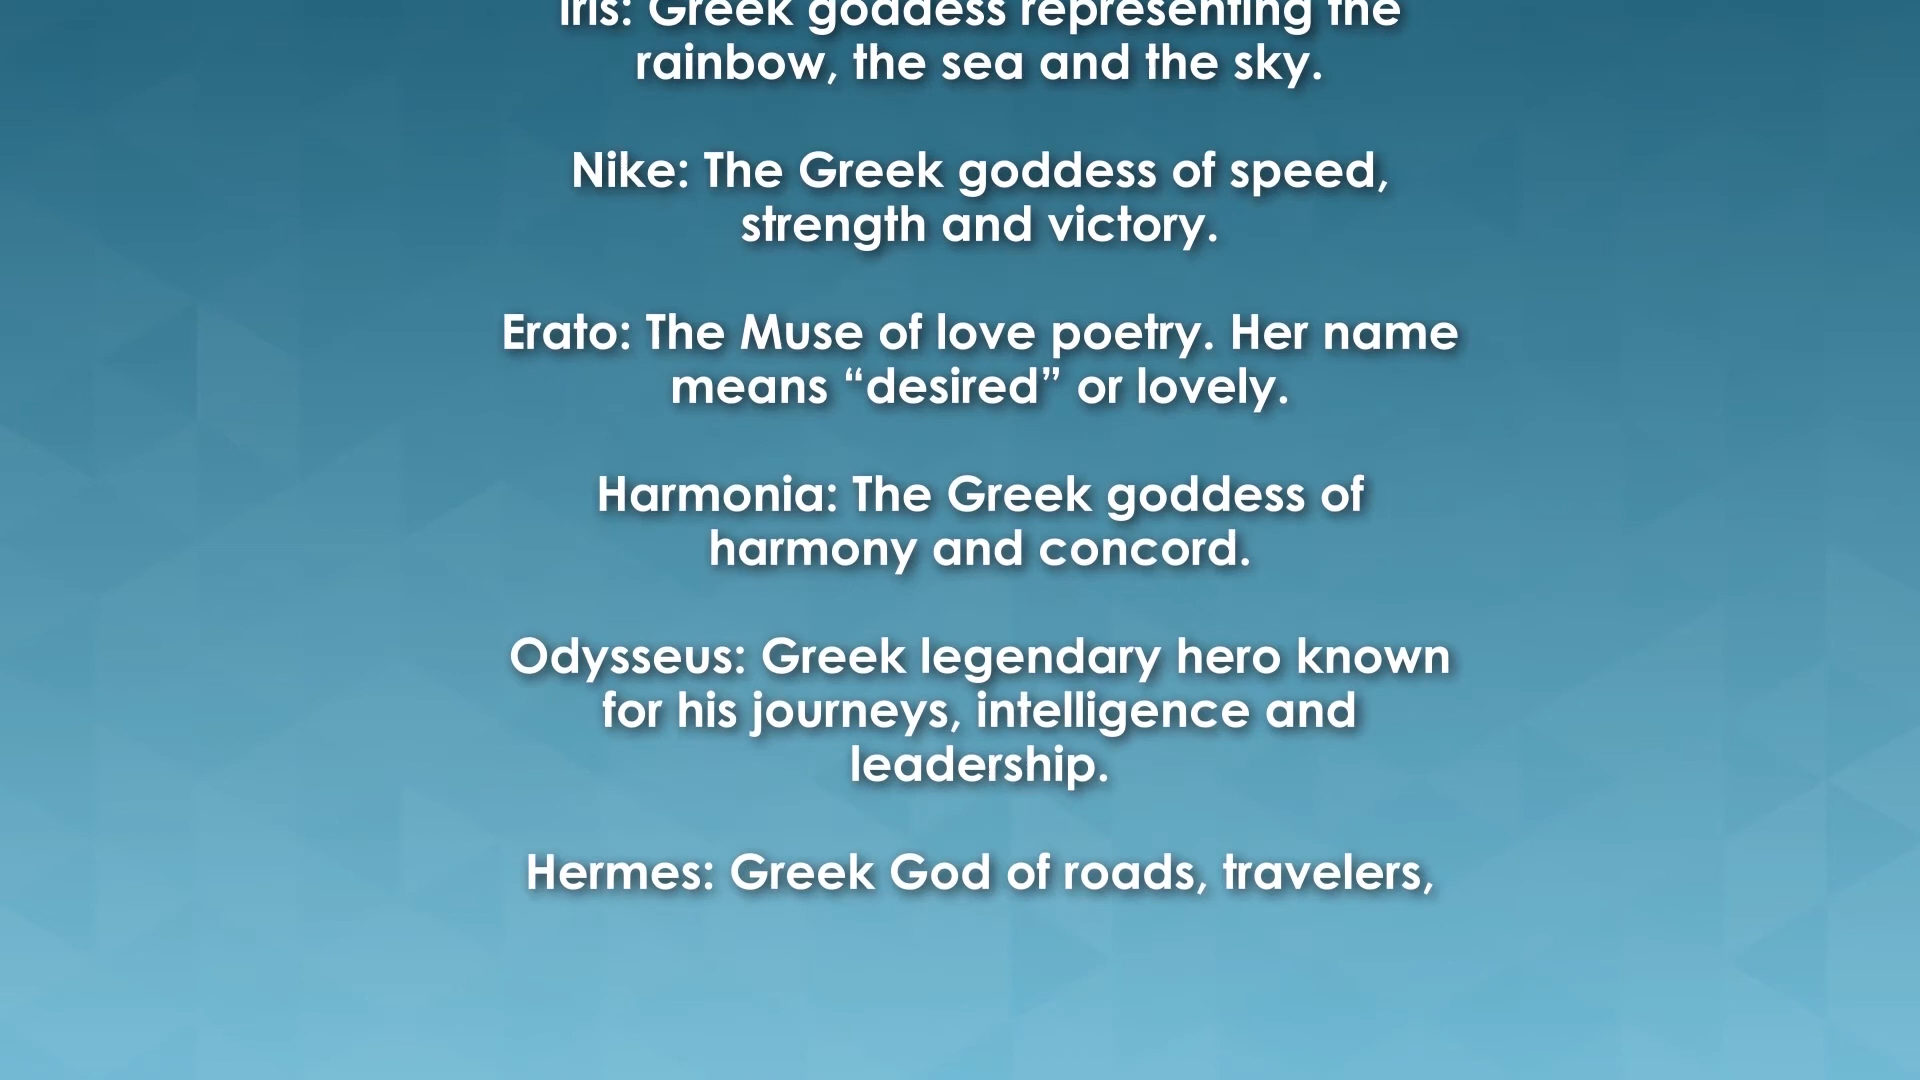 Iris: Greek goddess representing the
rainbow, the sea and the sky.
Nike: The Greek goddess of speed,
strength and victory.
Erato: The Muse of love poetry. Her name
means “desired” or lovely.
Harmonia: The Greek goddess of
harmony and concord.
Odysseus: Greek legendary hero known
for his journeys, intelligence and
leadership.
Hermes: Greek God of roads, travelers,